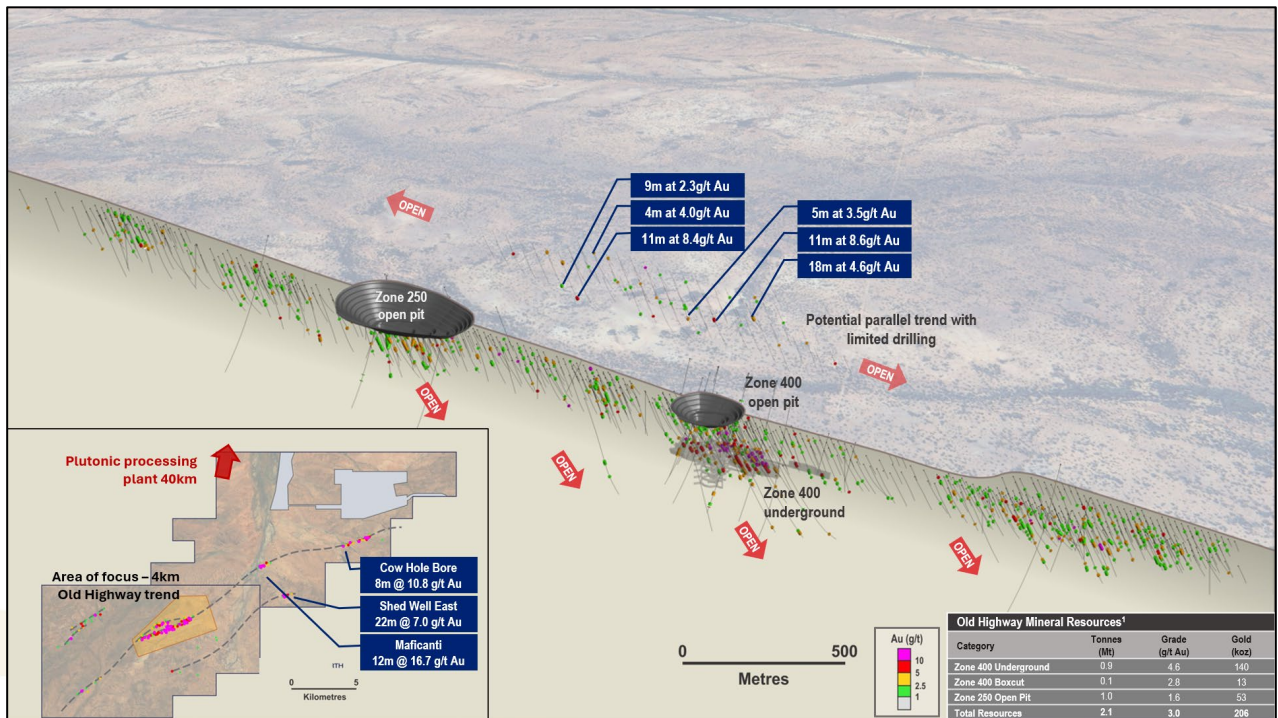 9m at 2.3g/t Au
4m at 4.0g/t Au
11m at 8.4g/t Au
5m at 3.5g/t Au
11m at 8.6g/t Au
18m at 4.6g/t Au
OPEN
Zone 250
open pit
Potential parallel trend with
limited drilling
OPEN
Zone 400
open pit
OPEN
OPEN
Zone 400
underground
OPEN
OPEN
Plutonic processing
plant 40km
Area of focus – 4km
Old Highway trend
Cow Hole Bore
8m @ 10.8 g/t Au
Shed Well East
22m @ 7.0 g/t Au
Maficanti
12m @ 16.7 g/t Au
ITH
0 5
Kilometres
0 500
Metres
Au (g/t)
10
5
2.5
1
Old Highway Mineral Resources¹
Category Tonnes (Mt) Grade (g/t Au) Gold (koz)
Zone 400 Underground 0.9 4.6 140
Zone 400 Boxcut 0.1 2.8 13
Zone 250 Open Pit 1.0 1.6 53
Total Resources 2.1 3.0 206